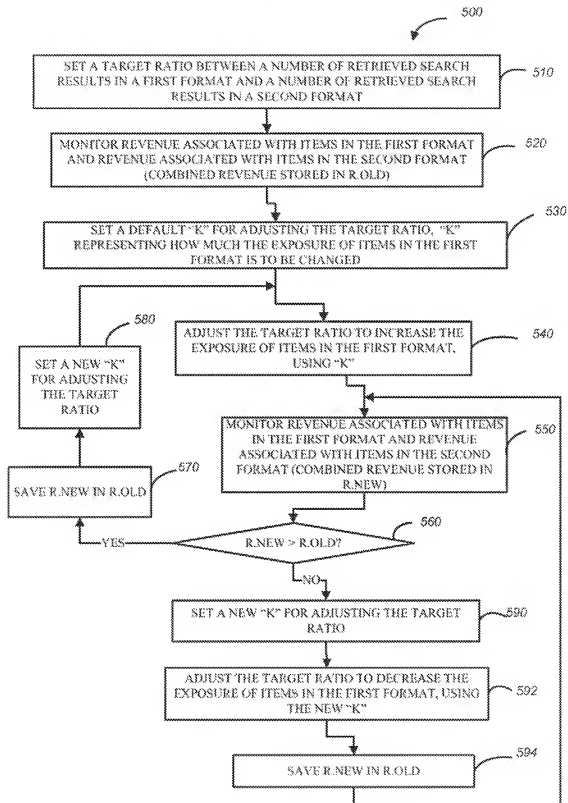 500
SET A TARGET RATIO BETWEEN A NUMBER OF RETRIEVED SEARCH
RESULTS IN A FIRST FORMAT AND A NUMBER OF RETRIEVED SEARCH
RESULTS IN A SECOND FORMAT
510
MONITOR REVENUE ASSOCIATED WITH ITEMS IN THE FIRST FORMAT
AND REVENUE ASSOCIATED WITH ITEMS IN THE SECOND FORMAT
(COMBINED REVENUE STORED IN R.OLD)
520
SET A DEFAULT "K" FOR ADJUSTING THE TARGET RATIO, "K"
REPRESENTING HOW MUCH THE EXPOSURE OF ITEMS IN THE FIRST
FORMAT IS TO BE CHANGED
530
580
SET A NEW "K"
FOR ADJUSTING
THE TARGET
RATIO
ADJUST THE TARGET RATIO TO INCREASE THE
EXPOSURE OF ITEMS IN THE FIRST FORMAT,
USING "K"
540
MONITOR REVENUE ASSOCIATED WITH ITEMS
IN THE FIRST FORMAT AND REVENUE
ASSOCIATED WITH ITEMS IN THE SECOND
FORMAT (COMBINED REVENUE STORED IN
R.NEW)
550
570
SAVE R.NEW IN R.OLD
560
YES
R.NEW > R.OLD?
NO
SET A NEW "K" FOR ADJUSTING THE TARGET
RATIO
590
ADJUST THE TARGET RATIO TO DECREASE THE
EXPOSURE OF ITEMS IN THE FIRST FORMAT, USING
THE NEW "K"
592
SAVE R.NEW IN R.OLD
594